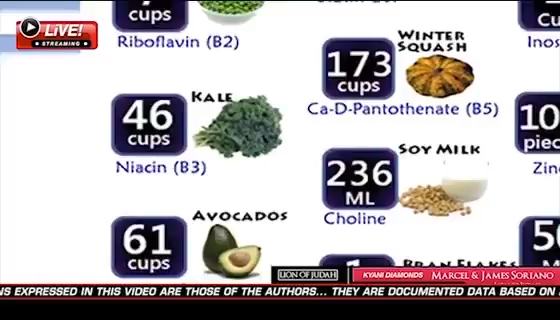 LIVE!
STREAMING
cups
Riboflavin (B2)
WINTER
SQUASH
173
cups
Ca-D-Pantothenate (B5)
KALE
46
cups
Niacin (B3)
SOY MILK
236
ML
Choline
AVOCADOS
61
cups
BRAN FLAKES
LION OF JUDAH
KYANI DIAMONDS
MARCEL & JAMES SORIANO
EXPRESSED IN THIS VIDEO ARE THOSE OF THE AUTHORS... THEY ARE DOCUMENTED DATA BASED ON